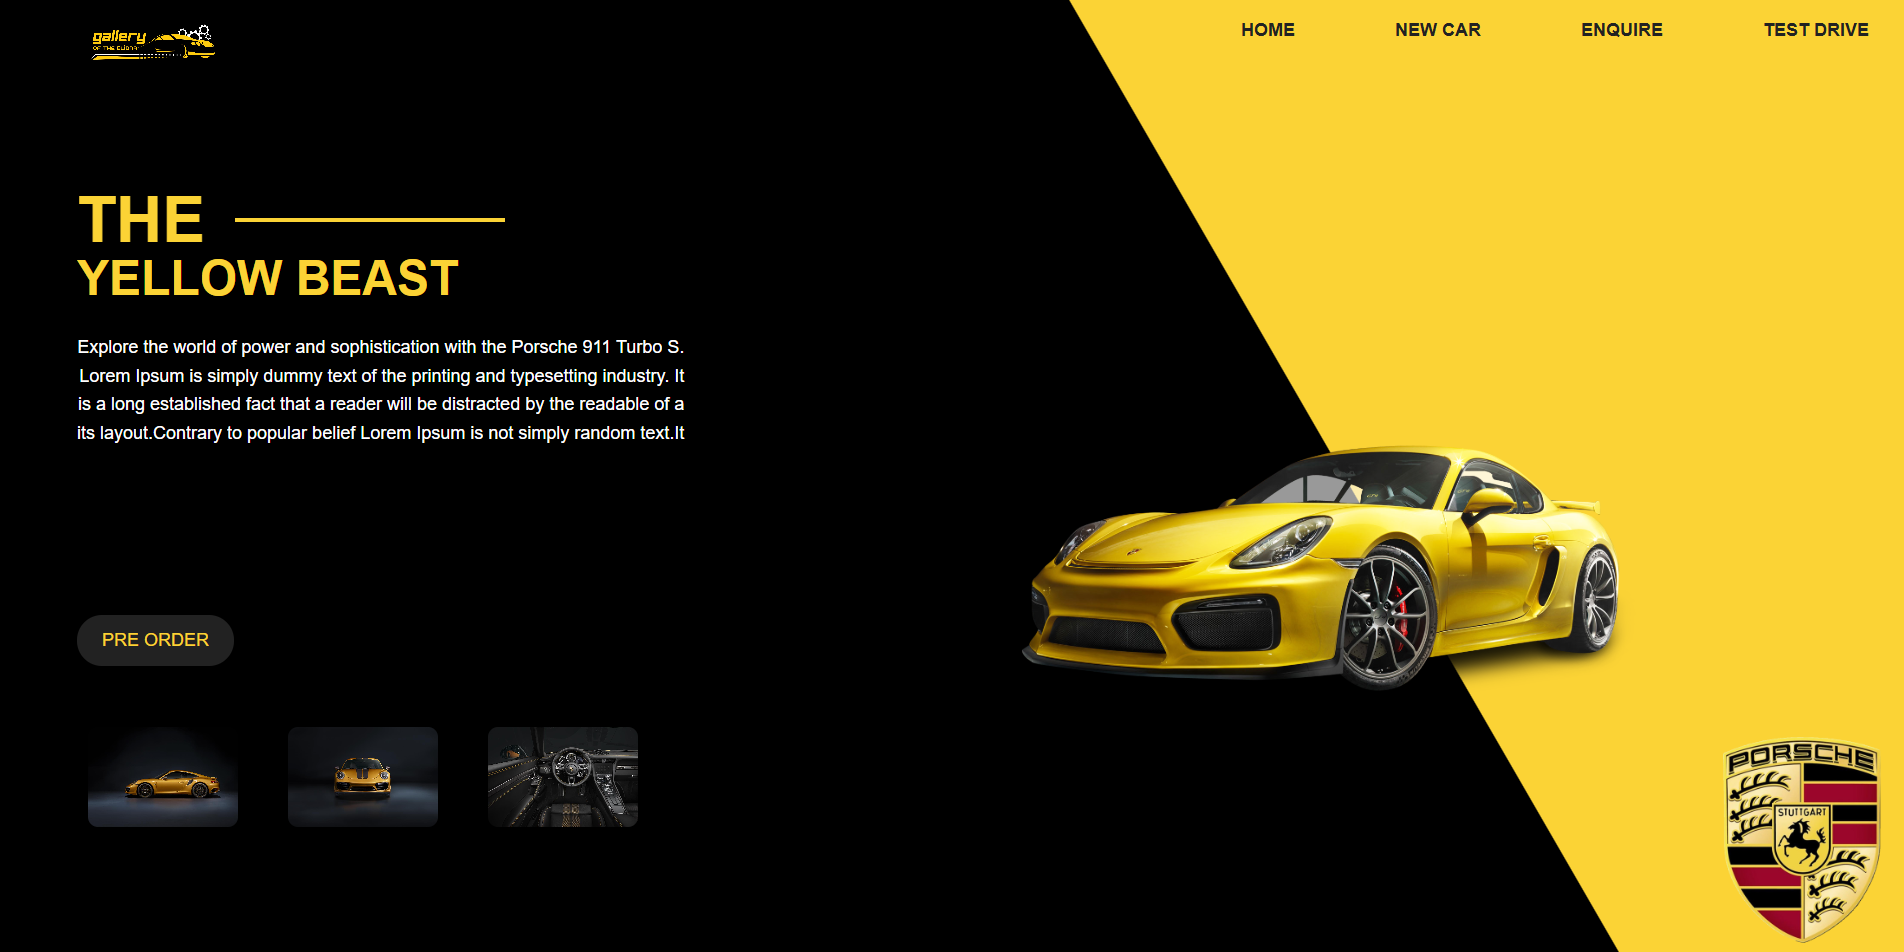 gallery
HOME
NEW CAR
ENQUIRE
TEST DRIVE
THE
YELLOW BEAST
Explore the world of power and sophistication with the Porsche 911 Turbo S.
Lorem Ipsum is simply dummy text of the printing and typesetting industry. It
is a long established fact that a reader will be distracted by the readable of a
its layout.Contrary to popular belief Lorem Ipsum is not simply random text.It
PRE ORDER
PORSCHE
STUTTGART